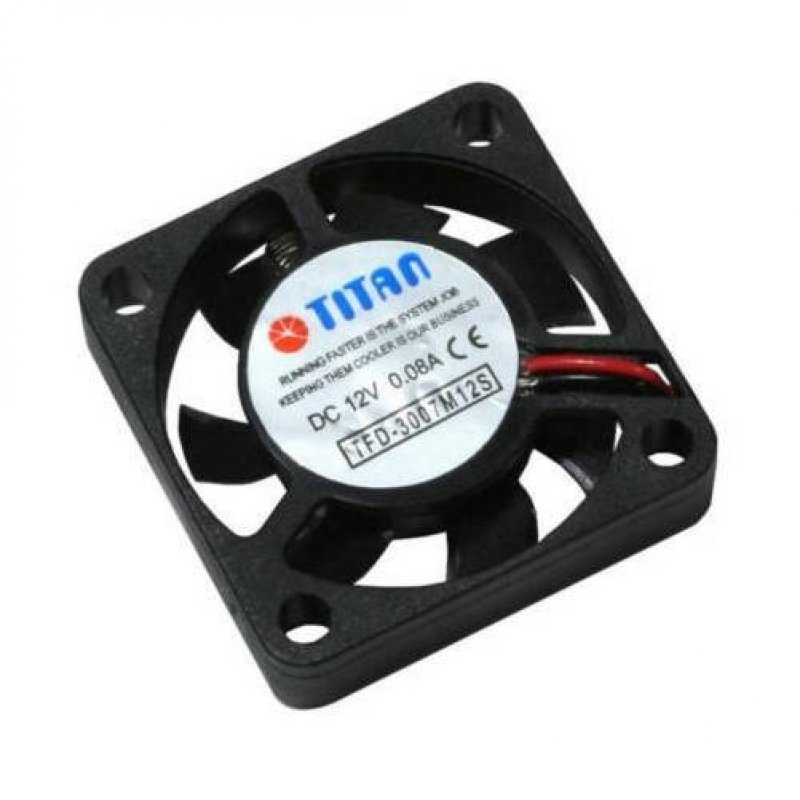 TITAN
RUNNING FASTER IS THE SYSTEM JOB
KEEPING THEM COOLER IS OUR BUSINESS
DC 12V 0.08A CE
TFD-3007M12S